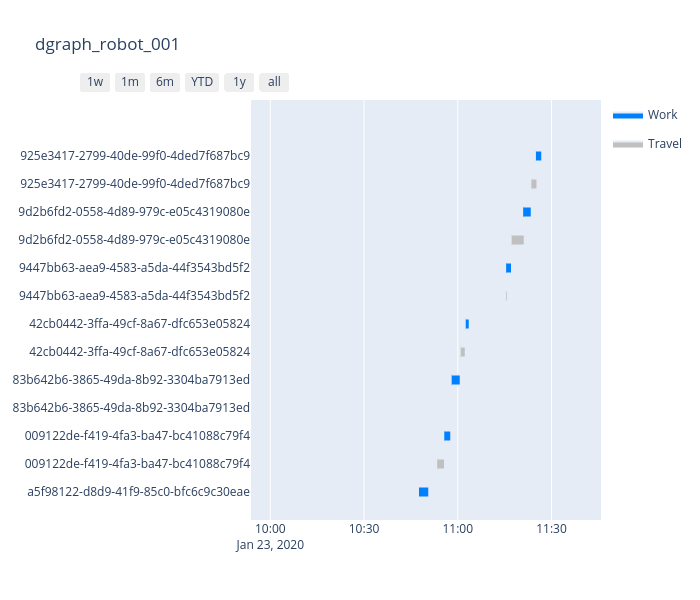 dgraph_robot_001
1w 1m 6m YTD 1y all
Work
Travel
925e3417-2799-40de-99f0-4ded7f687bc9
925e3417-2799-40de-99f0-4ded7f687bc9
9d2b6fd2-0558-4d89-979c-e05c4319080e
9d2b6fd2-0558-4d89-979c-e05c4319080e
9447bb63-aea9-4583-a5da-44f3543bd5f2
9447bb63-aea9-4583-a5da-44f3543bd5f2
42cb0442-3ffa-49cf-8a67-dfc653e05824
42cb0442-3ffa-49cf-8a67-dfc653e05824
83b642b6-3865-49da-8b92-3304ba7913ed
83b642b6-3865-49da-8b92-3304ba7913ed
009122de-f419-4fa3-ba47-bc41088c79f4
009122de-f419-4fa3-ba47-bc41088c79f4
a5f98122-d8d9-41f9-85c0-bfc6c9c30eae
10:00 10:30 11:00 11:30
Jan 23, 2020